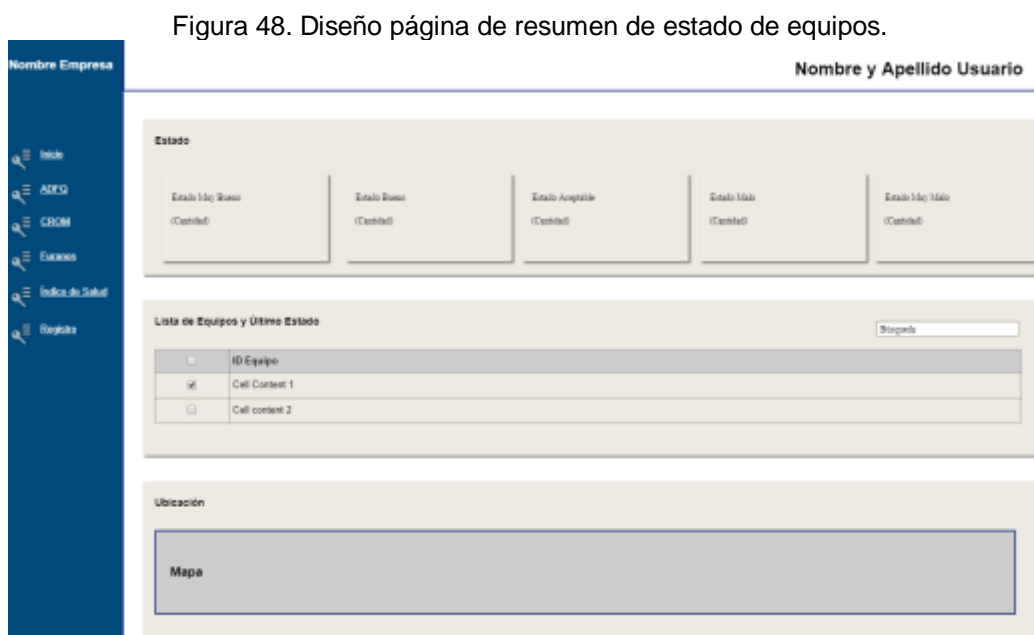 Figura 48. Diseño página de resumen de estado de equipos.
Nombre Empresa
Nombre y Apellido Usuario
Inicio
ADFQ
CROM
Furanos
Índice de Salud
Registro
Estado
Estado Muy Bueno
(Cantidad)
Estado Bueno
(Cantidad)
Estado Aceptable
(Cantidad)
Estado Malo
(Cantidad)
Estado Muy Malo
(Cantidad)
Lista de Equipos y Último Estado
Búsqueda
ID Equipo
Cell Content 1
Cell content 2
Ubicación
Mapa